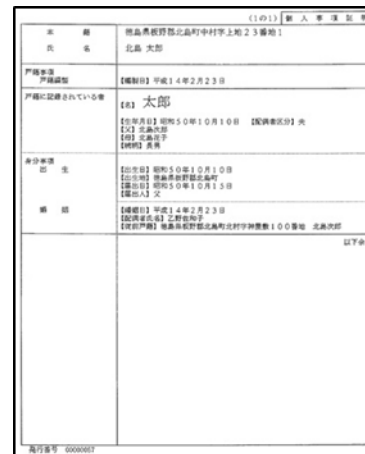 (1の1) 個人事項証
本籍 徳島県板野郡北島町中村字上地23番地1
氏名 北島 太郎
戸籍事項
戸籍編製 【編製日】平成14年2月23日
戸籍に記録されている者 【名】 太郎
【生年月日】昭和50年10月10日 【配偶者区分】夫
【父】北島次郎
【母】北島花子
【続柄】長男
身分事項
出生 【出生日】昭和50年10月10日
【出生地】徳島県板野郡北島町
【届出日】昭和50年10月15日
【届出人】父
婚姻 【婚姻日】平成14年2月23日
【配偶者氏名】乙野佐和子
【従前戸籍】徳島県板野郡北島町北村字神置敷100番地 北島次郎
以下余
発行番号 00000057